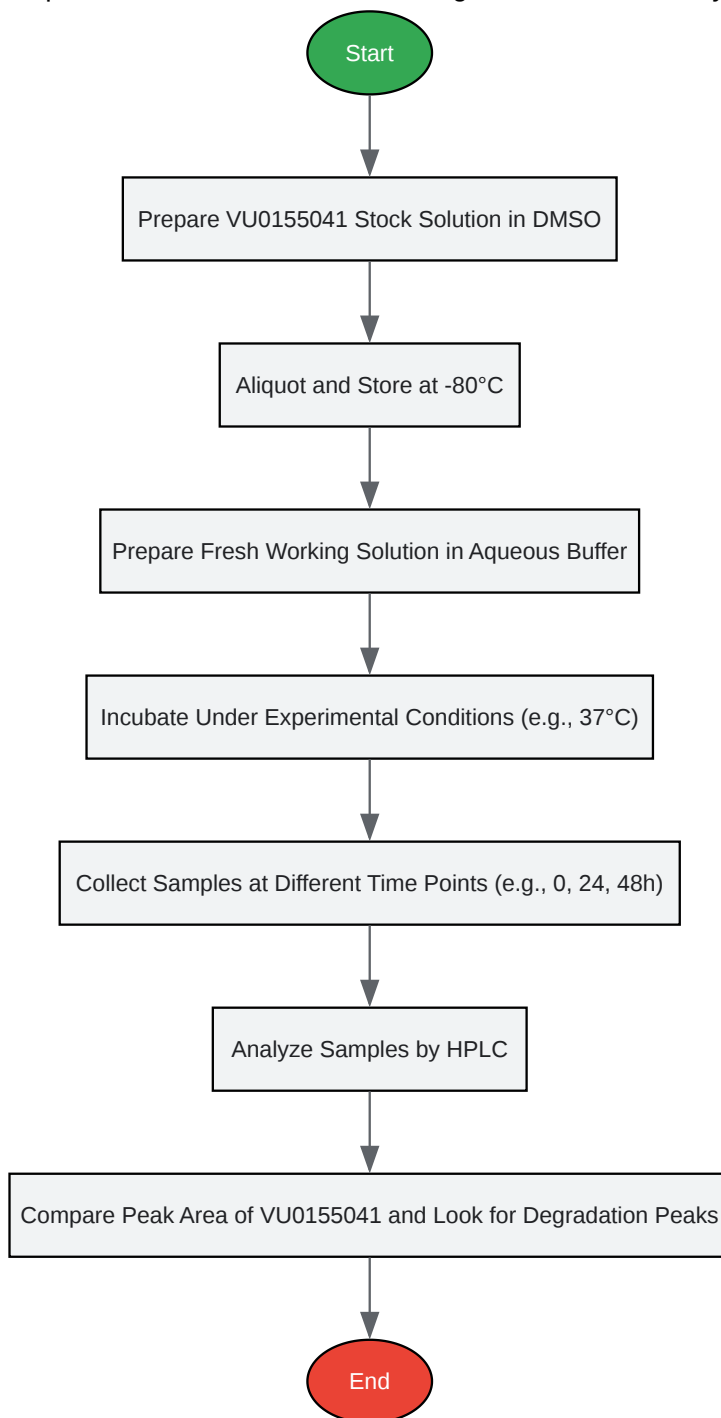 Start
Prepare VU0155041 Stock Solution in DMSO
Aliquot and Store at -80°C
Prepare Fresh Working Solution in Aqueous Buffer
Incubate Under Experimental Conditions (e.g., 37°C)
Collect Samples at Different Time Points (e.g., 0, 24, 48h)
Analyze Samples by HPLC
Compare Peak Area of VU0155041 and Look for Degradation Peaks
End